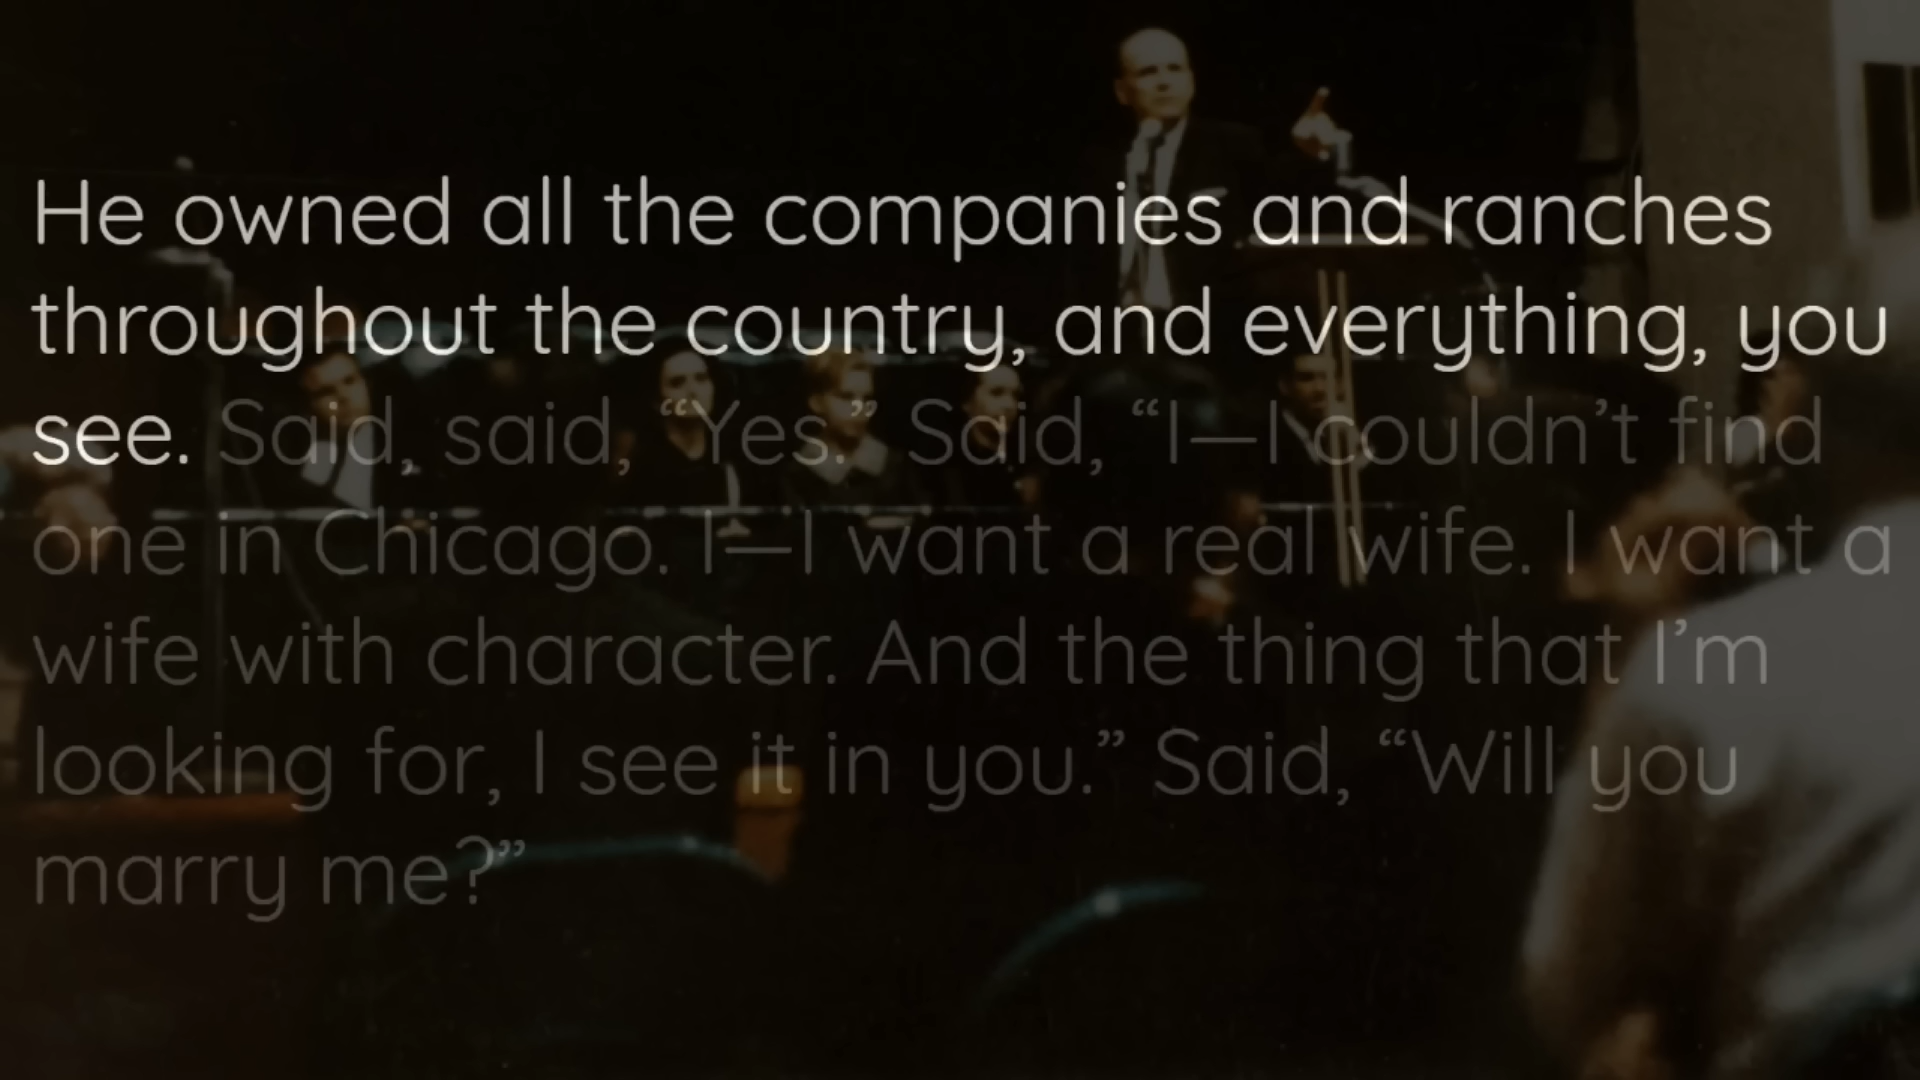 He owned all the companies and ranches
throughout the country, and everything, you
see. Said, said, “Yes.” Said, “I—I couldn’t find
one in Chicago. I—I want a real wife. I want a
wife with character. And the thing that I’m
looking for, I see it in you.” Said, “Will you
marry me?”